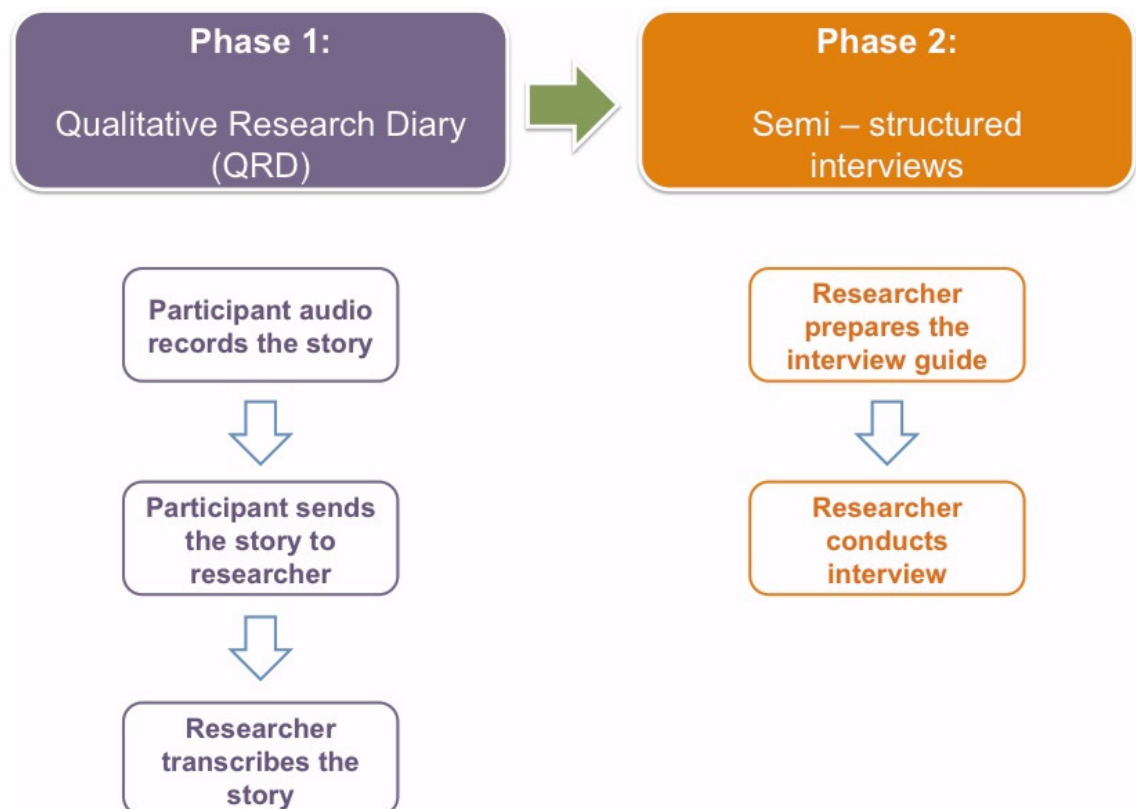 Phase 1:
Qualitative Research Diary
(QRD)
Phase 2:
Semi – structured
interviews
Participant audio
records the story
Participant sends
the story to
researcher
Researcher
transcribes the
story
Researcher
prepares the
interview guide
Researcher
conducts
interview